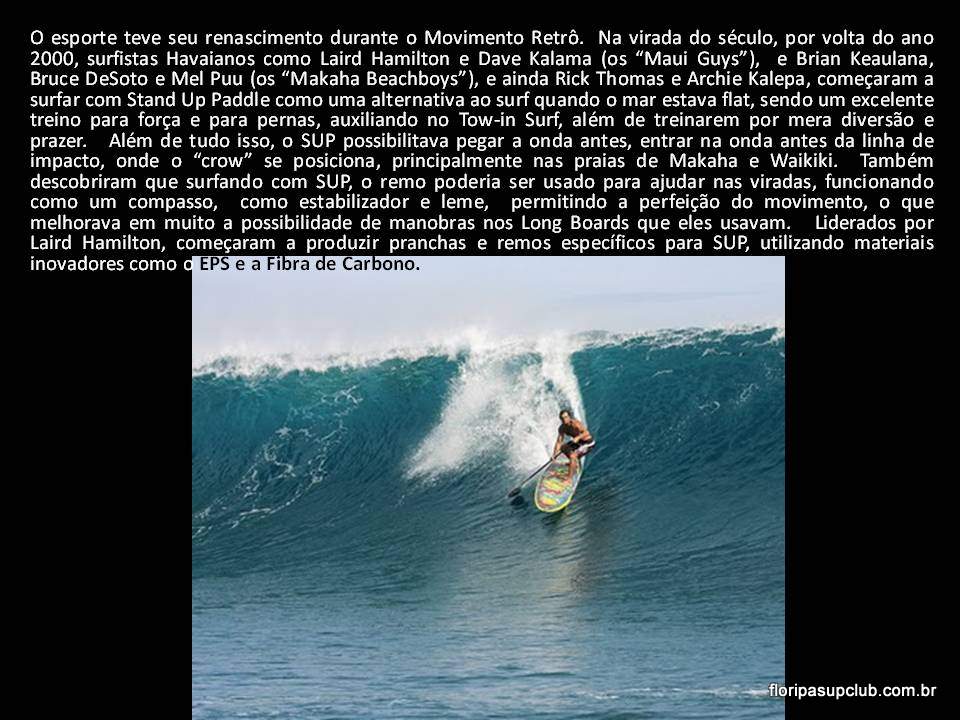 O esporte teve seu renascimento durante o Movimento Retrô.  Na virada do século, por volta do ano
2000, surfistas Havaianos como Laird Hamilton e Dave Kalama (os “Maui Guys”),  e Brian Keaulana,
Bruce DeSoto e Mel Puu (os “Makaha Beachboys”), e ainda Rick Thomas e Archie Kalepa, começaram a
surfar com Stand Up Paddle como uma alternativa ao surf quando o mar estava flat, sendo um excelente
treino para força e para pernas, auxiliando no Tow-in Surf, além de treinarem por mera diversão e
prazer.   Além de tudo isso, o SUP possibilitava pegar a onda antes, entrar na onda antes da linha de
impacto, onde o “crow” se posiciona, principalmente nas praias de Makaha e Waikiki.  Também
descobriram que surfando com SUP, o remo poderia ser usado para ajudar nas viradas, funcionando
como um compasso,  como estabilizador e leme,  permitindo a perfeição do movimento, o que
melhorava em muito a possibilidade de manobras nos Long Boards que eles usavam.   Liderados por
Laird Hamilton, começaram a produzir pranchas e remos específicos para SUP, utilizando materiais
inovadores como o EPS e a Fibra de Carbono.
floripasupclub.com.br